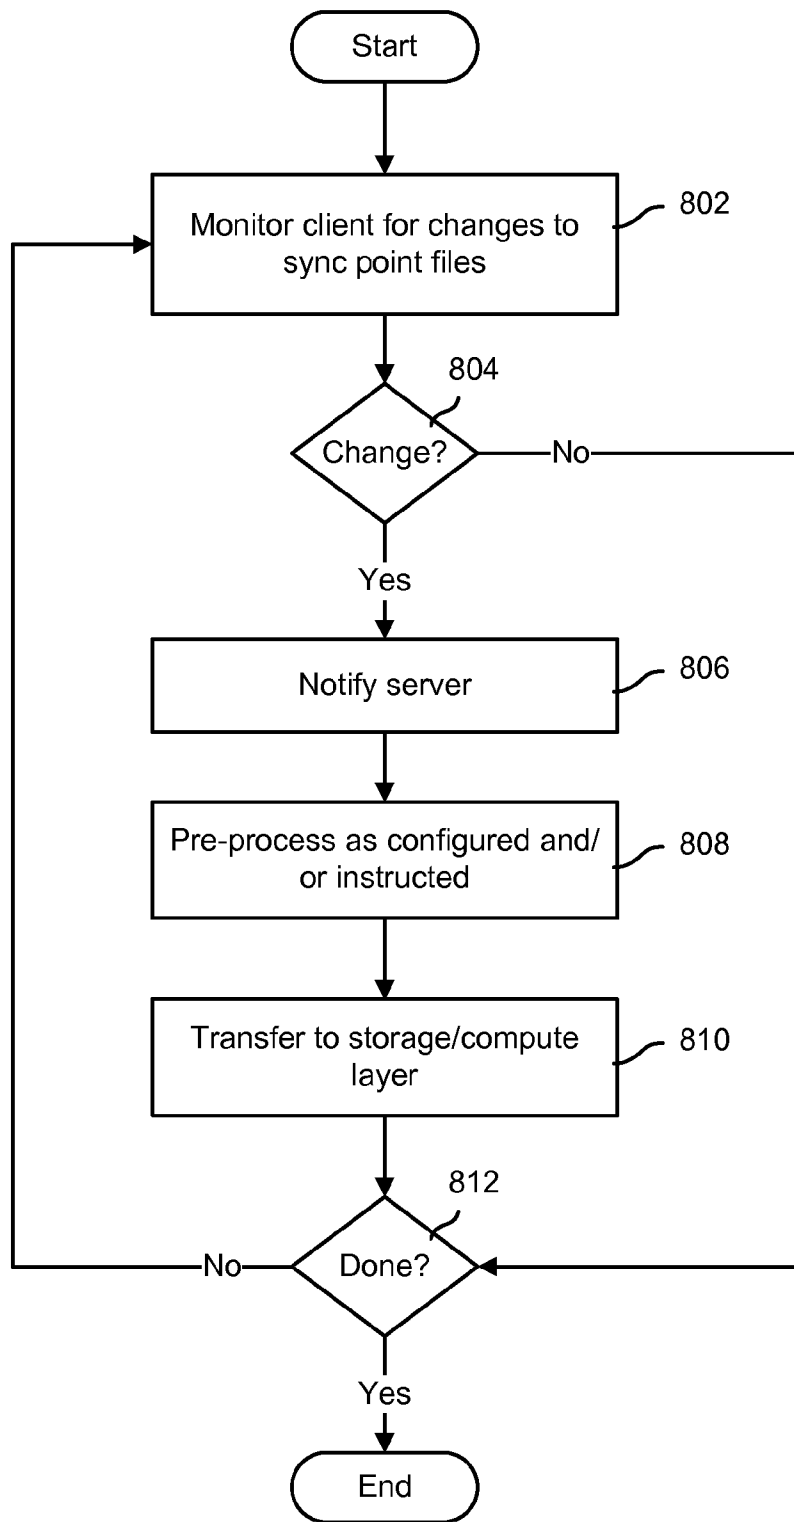 Start
Monitor client for changes to
sync point files
802
804
Change?
No
Yes
Notify server
806
Pre-process as configured and/
or instructed
808
Transfer to storage/compute
layer
810
812
No
Done?
Yes
End